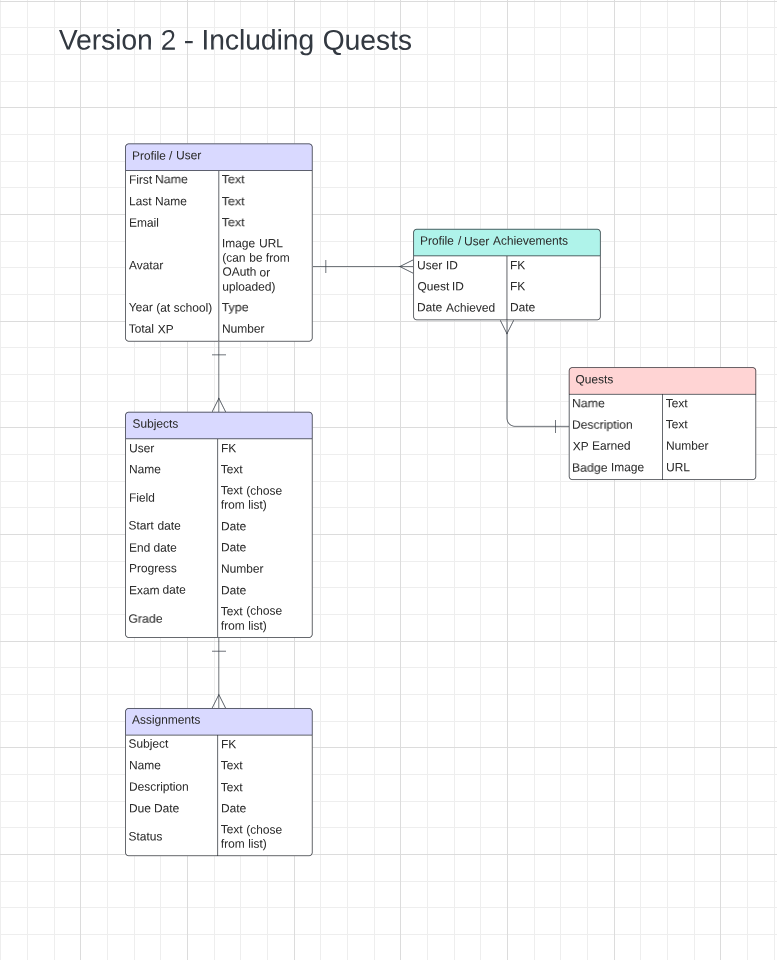 Version 2 - Including Quests
Profile / User
First Name Text
Last Name Text
Email Text
Avatar Image URL
(can be from
OAuth or
uploaded)
Year (at school) Type
Total XP Number
Profile / User Achievements
User ID FK
Quest ID FK
Date Achieved Date
Quests
Name Text
Description Text
XP Earned Number
Badge Image URL
Subjects
User FK
Name Text
Field Text (chose
from list)
Start date Date
End date Date
Progress Number
Exam date Date
Grade Text (chose
from list)
Assignments
Subject FK
Name Text
Description Text
Due Date Date
Status Text (chose
from list)